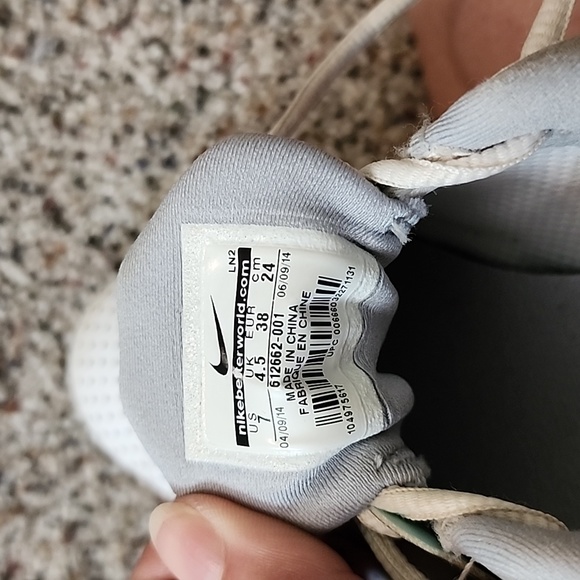 LN2
nikebetterworld.com
US UK EUR cm
7 4.5 38 24
612662-001
04/09/14 06/09/14
MADE IN CHINA
FABRIQUE EN CHINE
104975617